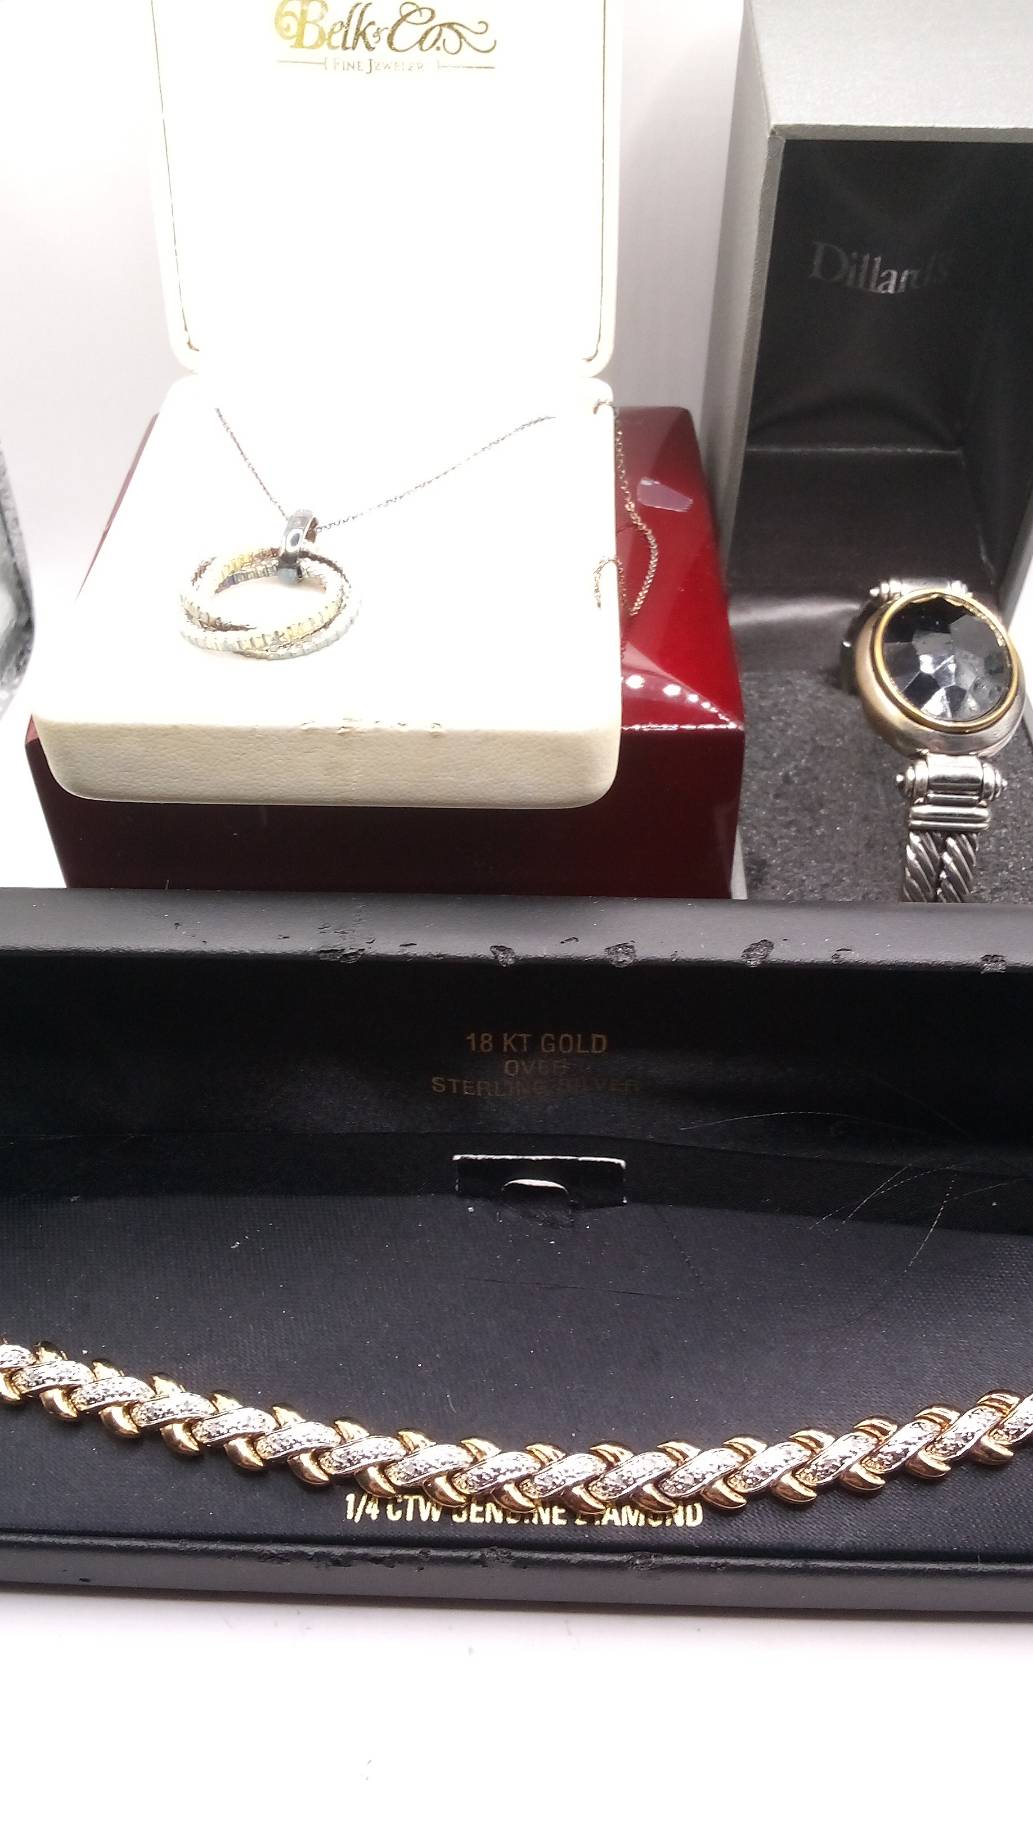 Belk & Co.
FINE JEWELER
Dillard's
18 KT GOLD
OVER
STERLING SILVER
1/4 CTW GENUINE DIAMOND